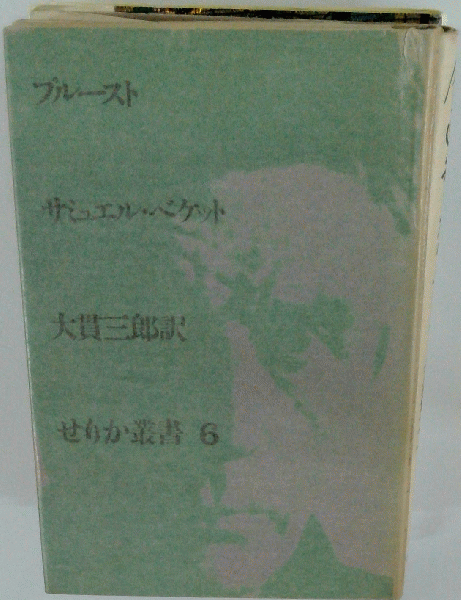 プルースト
サミュエル・ベケット
大貫三郎訳
せりか叢書 6